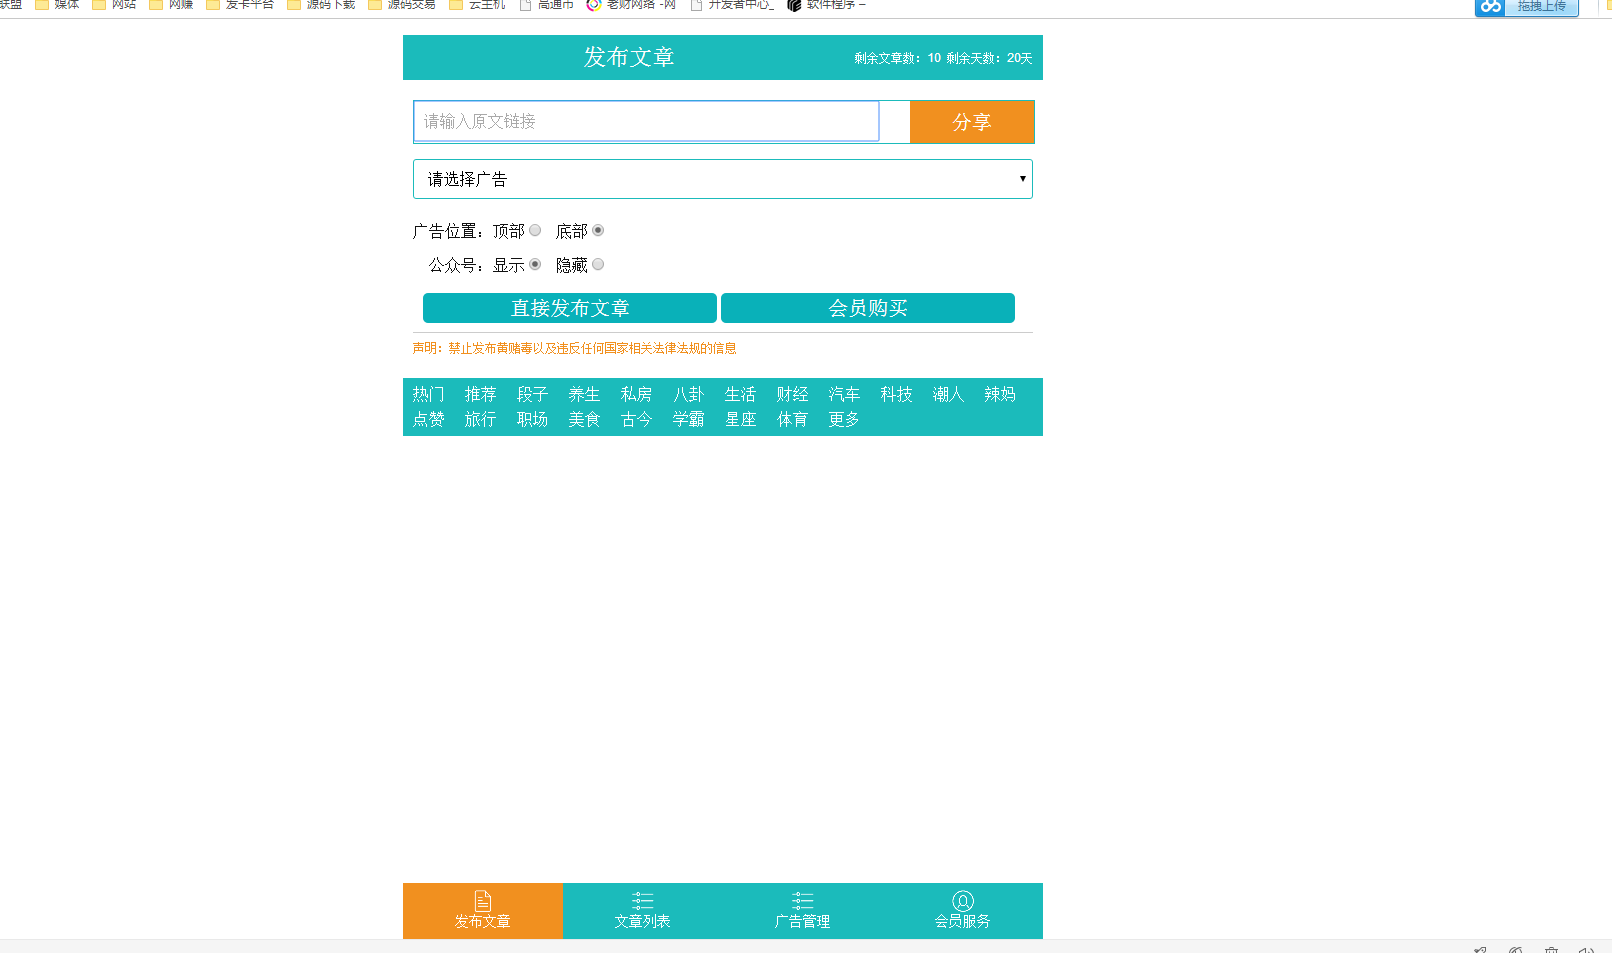 联盟 媒体 网站 网赚 发卡平台 源码下载 源码交易 云主机 高通币 老财网络 -网 开发者中心_ 软件程序 – 拖拽上传
发布文章 剩余文章数：10 剩余天数：20天
请输入原文链接 分享
请选择广告
广告位置：顶部 底部
公众号：显示 隐藏
直接发布文章 会员购买
声明：禁止发布黄赌毒以及违反任何国家相关法律法规的信息
热门 推荐 段子 养生 私房 八卦 生活 财经 汽车 科技 潮人 辣妈
点赞 旅行 职场 美食 古今 学霸 星座 体育 更多
发布文章 文章列表 广告管理 会员服务